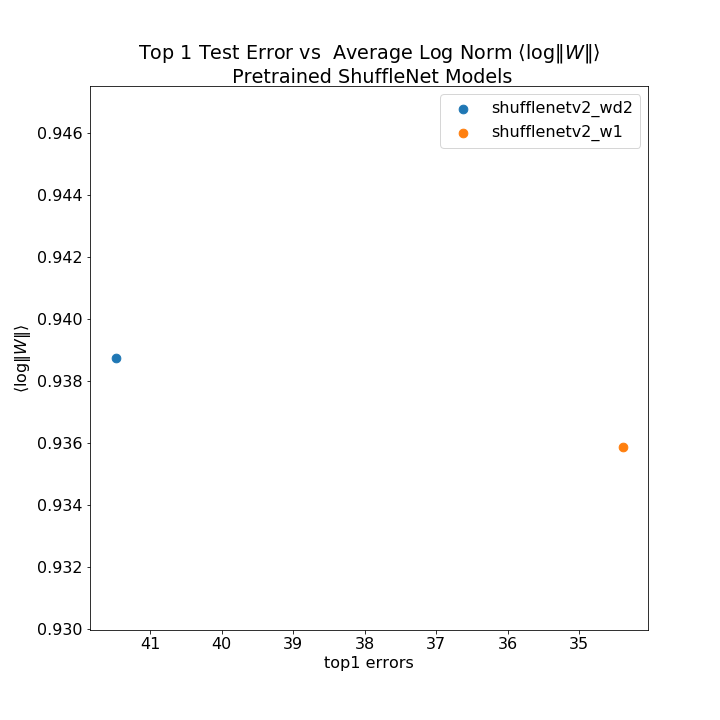 Top 1 Test Error vs  Average Log Norm ⟨log‖W‖⟩
Pretrained ShuffleNet Models
shufflenetv2_wd2
shufflenetv2_w1
0.946
0.944
0.942
0.940
0.938
0.936
0.934
0.932
0.930
⟨log‖W‖⟩
41 40 39 38 37 36 35
top1 errors